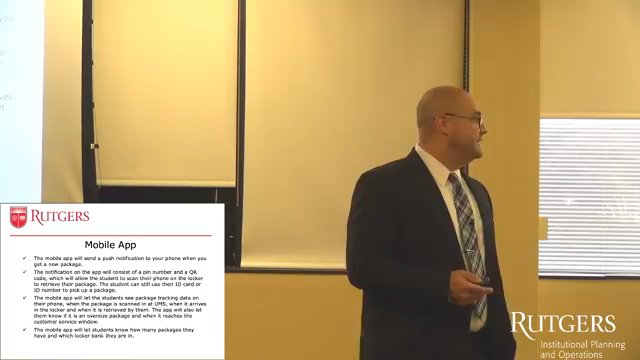 RUTGERS
Mobile App
✓ The mobile app will send a push notification to your phone when you
get a new package.
✓ The notification on the app will consist of a pin number and a QR
code, which will allow the student to scan their phone on the locker
to retrieve their package. The student can still use their ID card or
ID number to pick up a package.
✓ The mobile app will let the students see package tracking data on
their phone, when the package is scanned in at UMS, when it arrives
in the locker and when it is retrieved by them. The app will also let
them know if it is an oversize package and when it reaches the
customer service window.
✓ The mobile app will let students know how many packages they
have and which locker bank they are in.
RUTGERS
Institutional Planning
and Operations